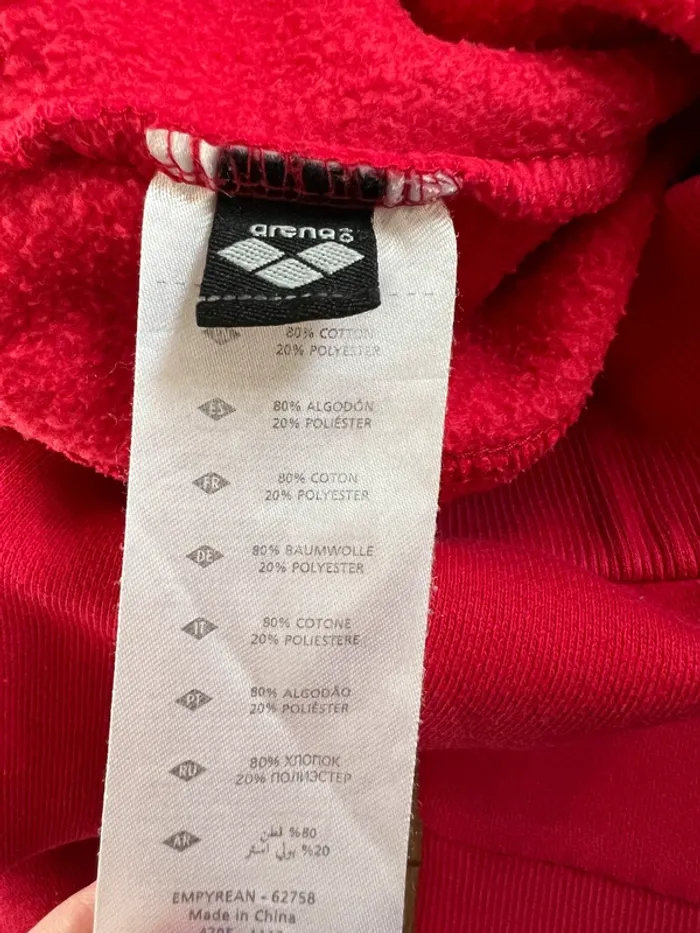 arena
80% COTTON
20% POLYESTER
ES
80% ALGODÓN
20% POLIÉSTER
FR
80% COTON
20% POLYESTER
DE
80% BAUMWOLLE
20% POLYESTER
IT
80% COTONE
20% POLIESTERE
PT
80% ALGODÃO
20% POLIÉSTER
RU
80% ХЛОПОК
20% ПОЛИЭСТЕР
AR
80% قطن
20% بولي استر
EMPYREAN - 62758
Made in China